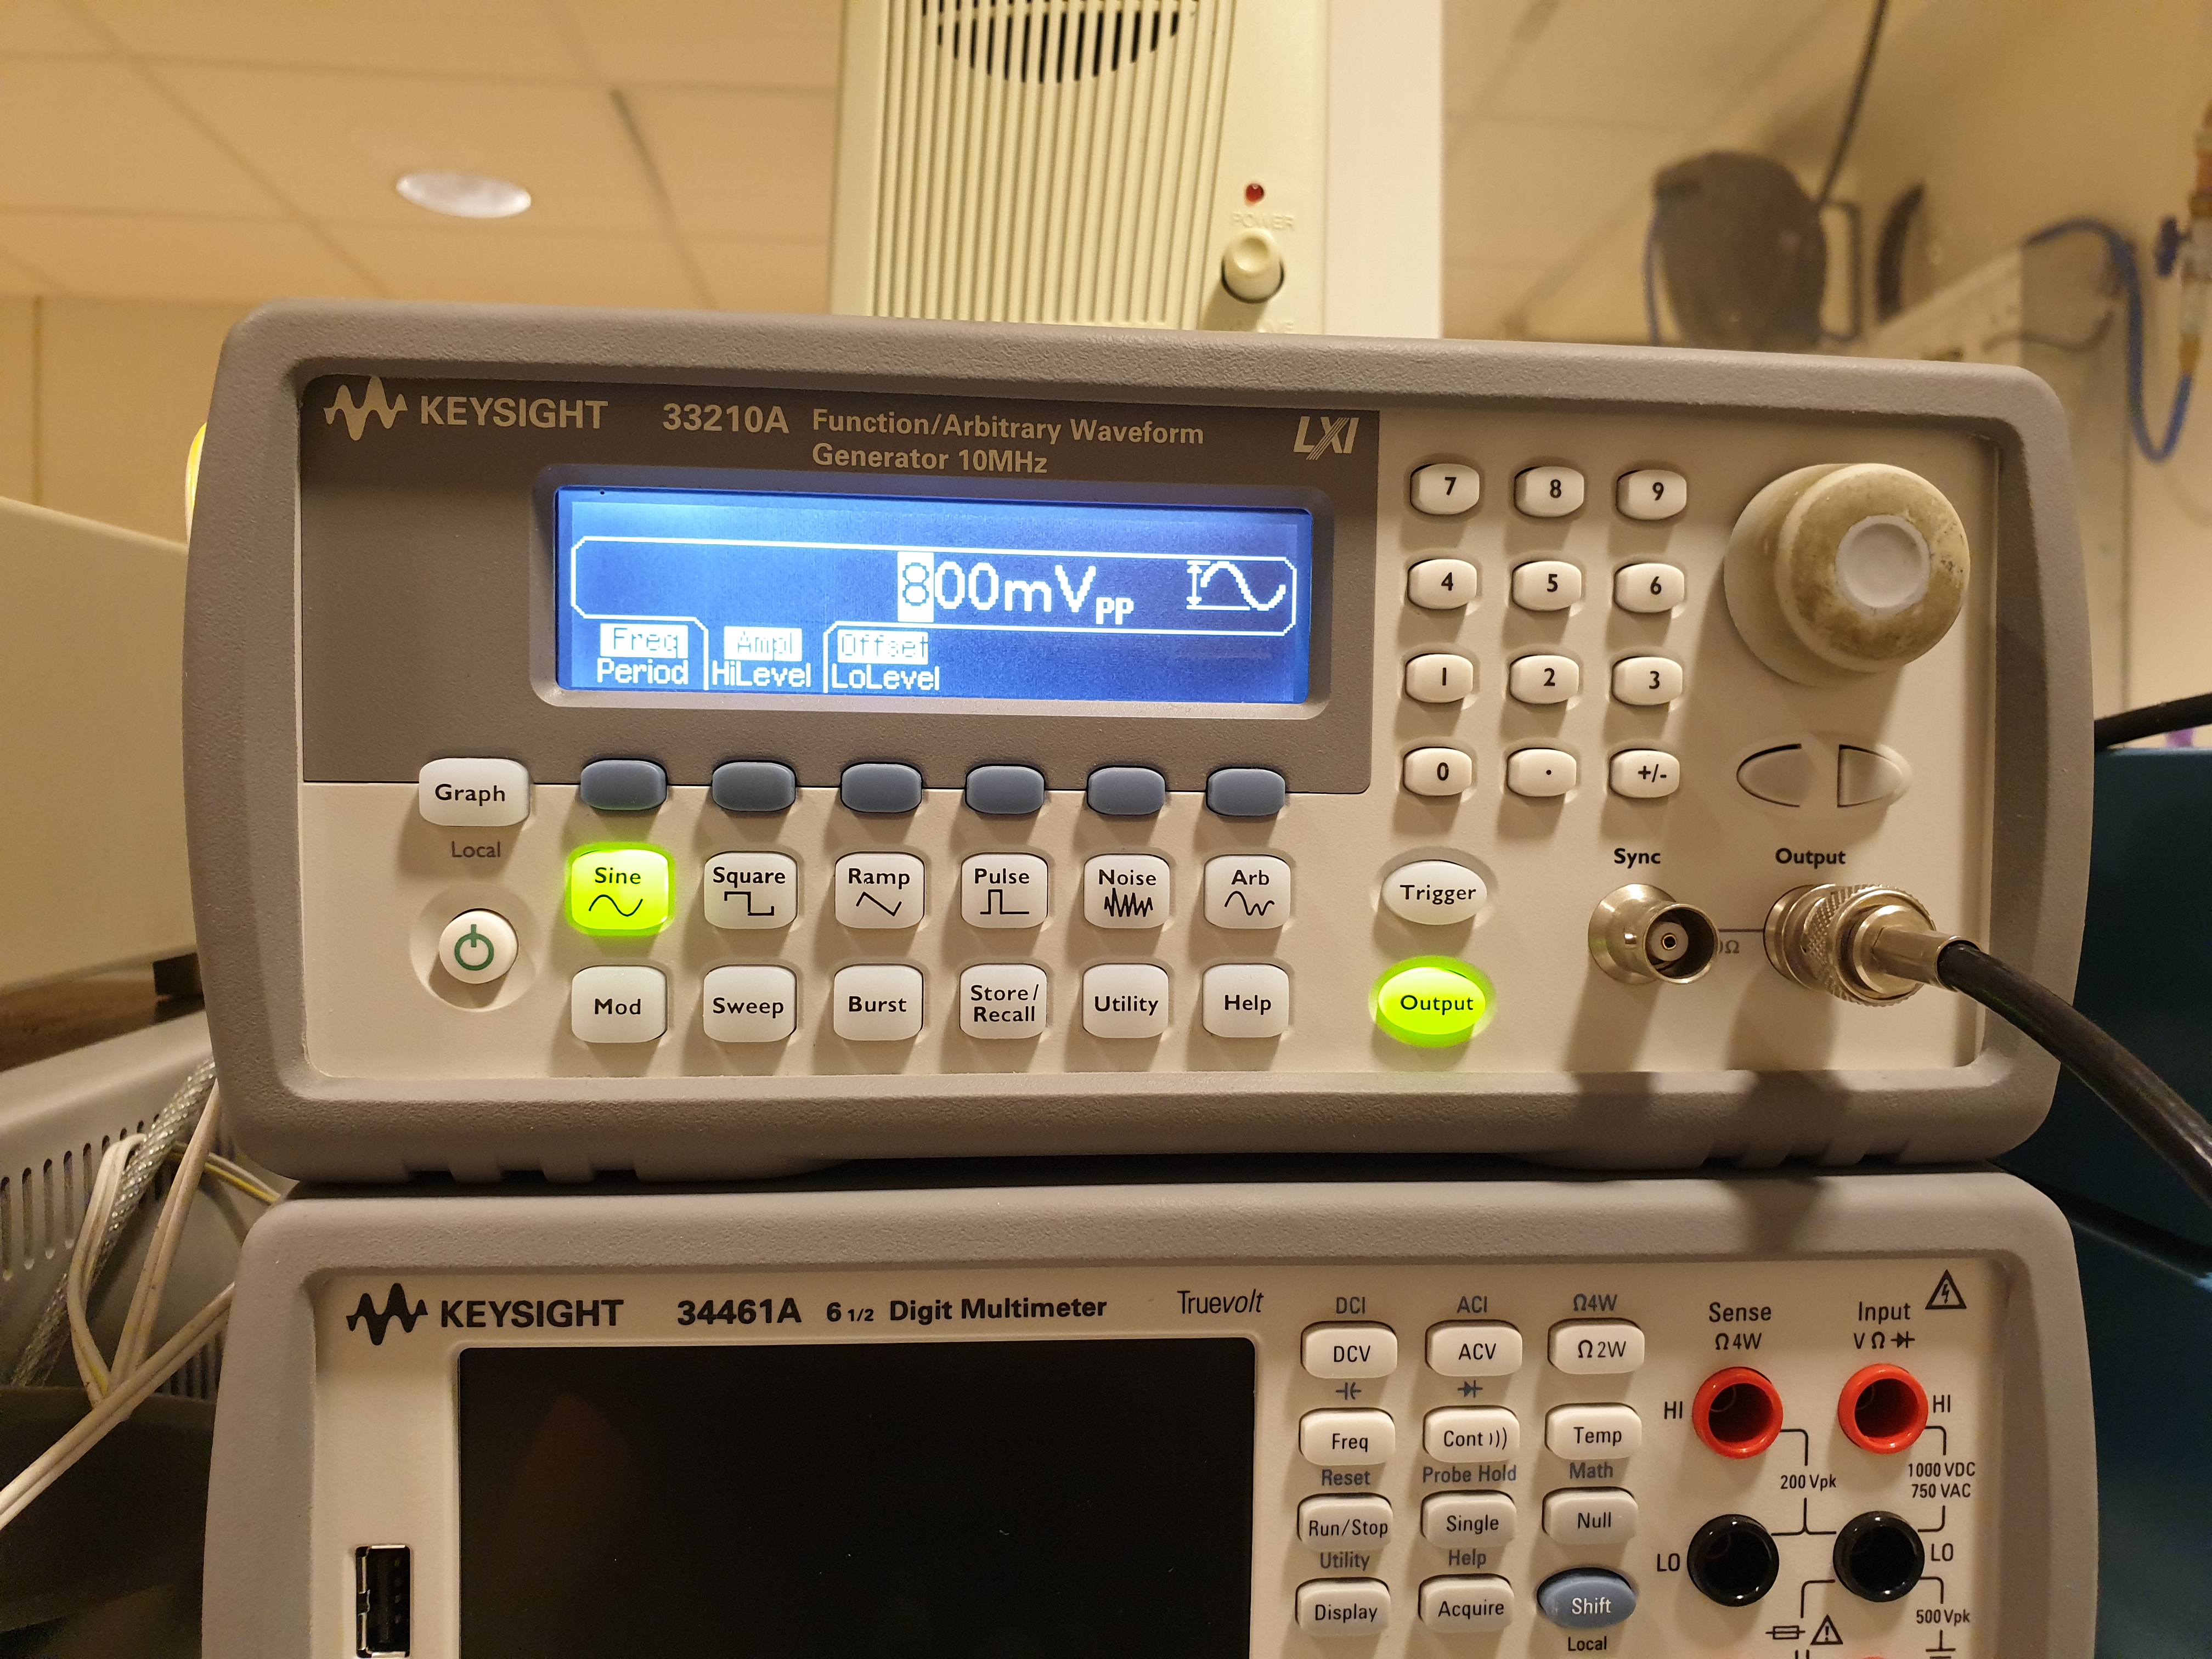 POWER
KEYSIGHT 33210A Function/Arbitrary Waveform
Generator 10MHz
LXI
800mVPP
Freq Ampl Offset
Period HiLevel LoLevel
7 8 9
4 5 6
1 2 3
0 . +/-
Graph
Local
Sine Square Ramp Pulse Noise Arb
Mod Sweep Burst Store/
Recall Utility Help
Trigger
Output
Sync Output
Ω
KEYSIGHT 34461A 6 1/2 Digit Multimeter Truevolt
DCI ACI Ω4W
DCV ACV Ω2W
Freq Cont Temp
Reset Probe Hold Math
Run/Stop Single Null
Utility Help
Display Acquire Shift
Local
Sense Input
Ω4W VΩ
HI HI
200Vpk
1000 VDC
750 VAC
LO LO
500Vpk